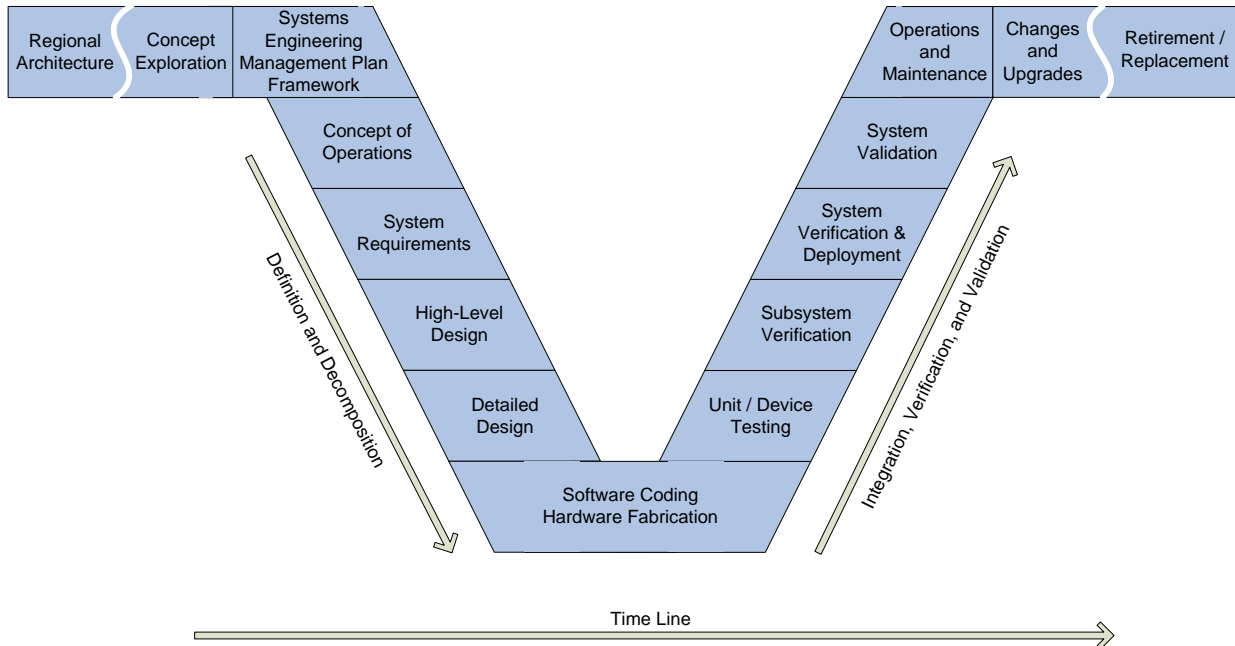 Regional
Architecture
Concept
Exploration
Systems
Engineering
Management Plan
Framework
Concept of
Operations
System
Requirements
High-Level
Design
Detailed
Design
Software Coding
Hardware Fabrication
Unit / Device
Testing
Subsystem
Verification
System
Verification &
Deployment
System
Validation
Operations
and
Maintenance
Changes
and
Upgrades
Retirement /
Replacement
Definition and Decomposition
Integration, Verification, and Validation
Time Line